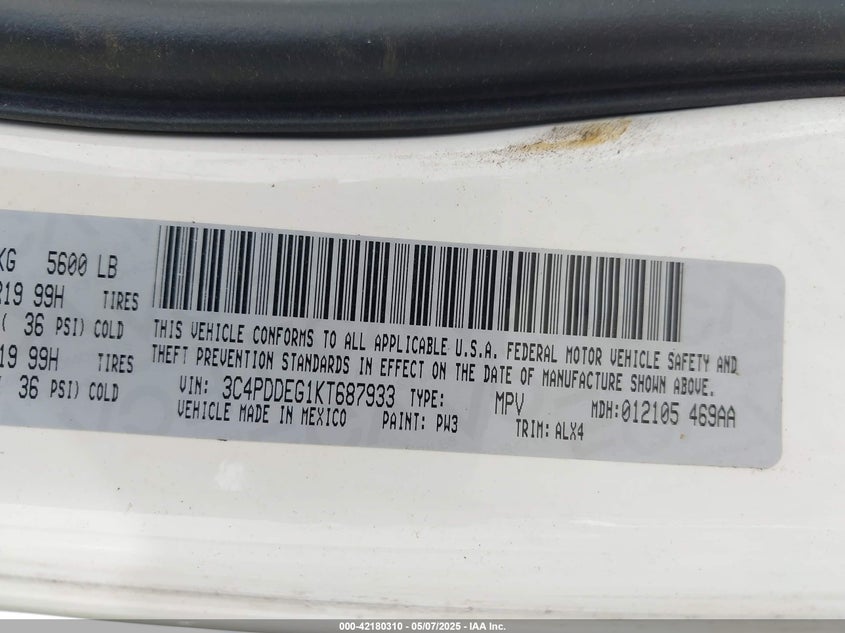 KG 5600 LB
R19 99H TIRES
( 36 PSI) COLD
19 99H TIRES
36 PSI) COLD
THIS VEHICLE CONFORMS TO ALL APPLICABLE U.S.A. FEDERAL MOTOR VEHICLE SAFETY AND
THEFT PREVENTION STANDARDS IN EFFECT ON THE DATE OF MANUFACTURE SHOWN ABOVE.
VIN: 3C4PDDEG1KT687933 TYPE: MPV MDH:012105 469AA
VEHICLE MADE IN MEXICO PAINT: PW3 TRIM: ALX4
000-42180310 - 05/07/2025 - IAA Inc.